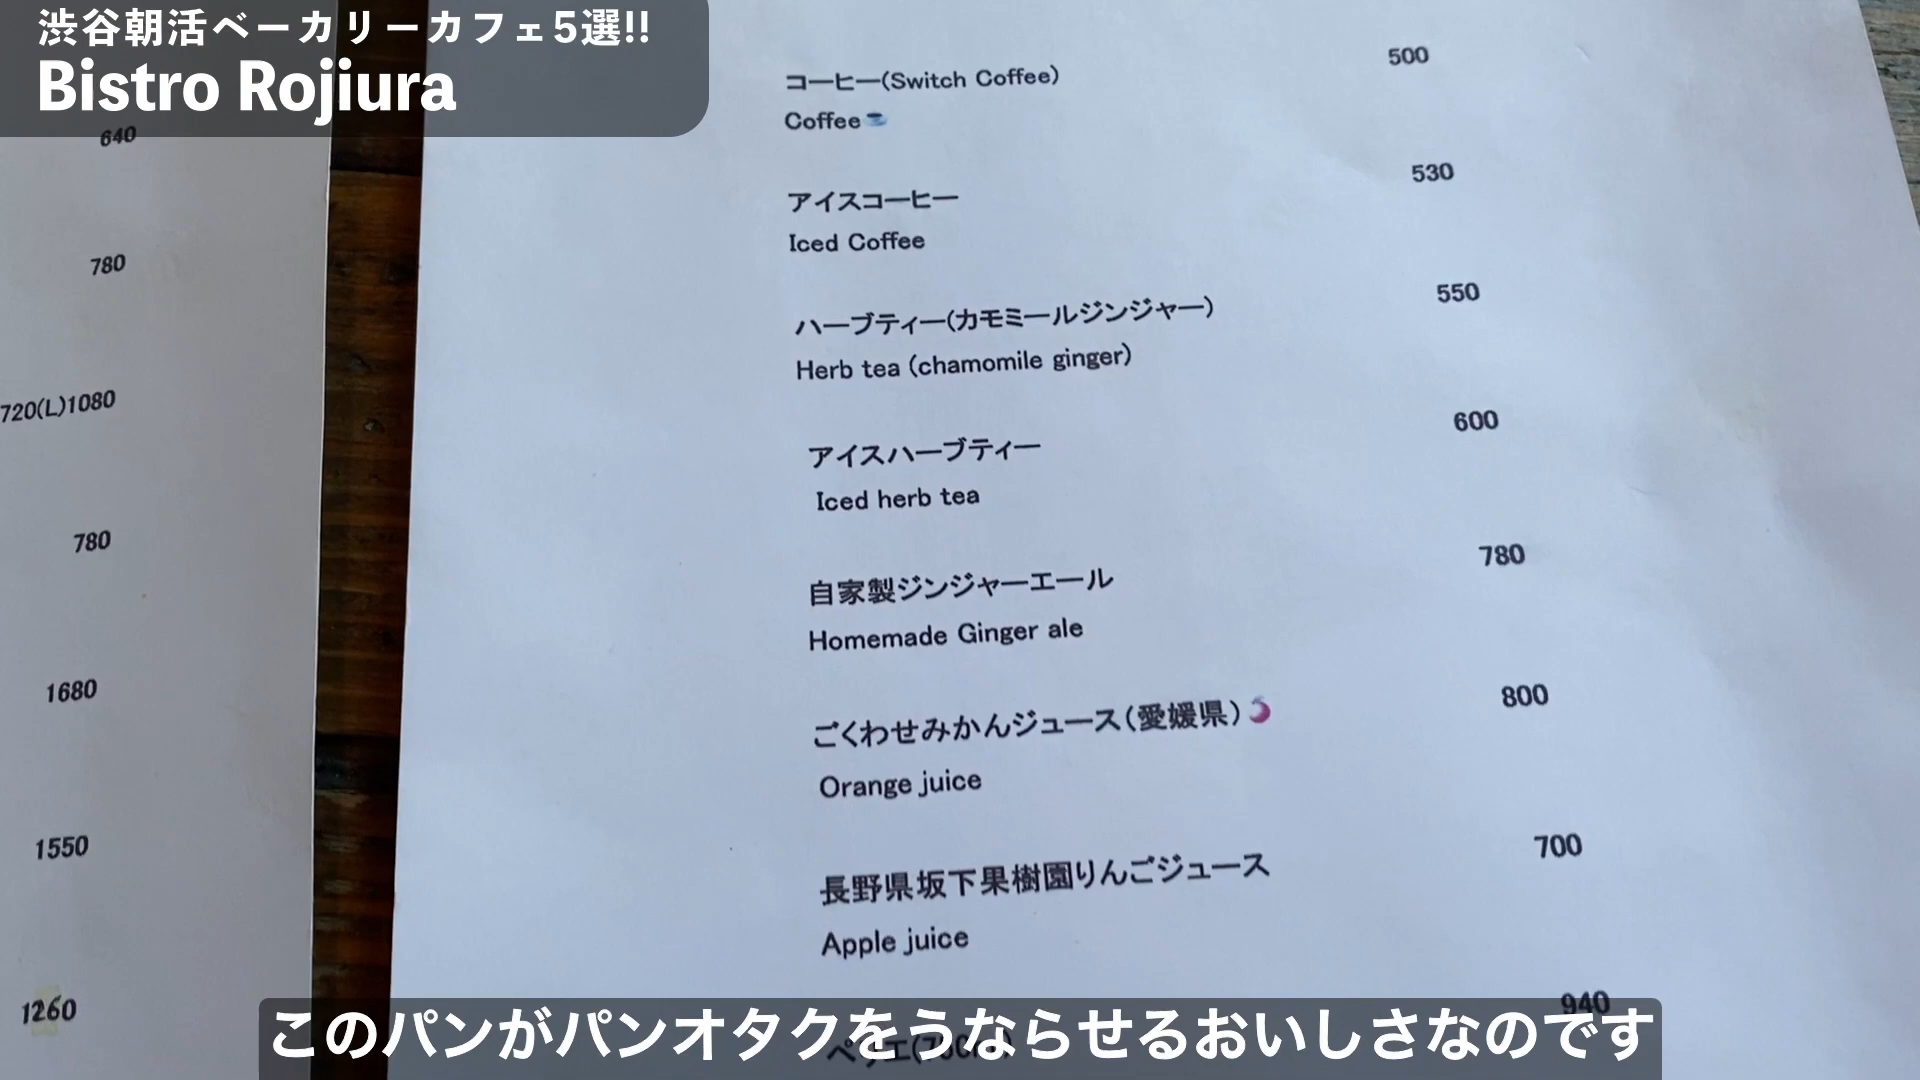 渋谷朝活ベーカリーカフェ5選!!
Bistro Rojiura
640
780
720(L)1080
780
1680
1550
1260
コーヒー(Switch Coffee) 500
Coffee
アイスコーヒー 530
Iced Coffee
ハーブティー(カモミールジンジャー) 550
Herb tea (chamomile ginger)
アイスハーブティー 600
Iced herb tea
自家製ジンジャーエール 780
Homemade Ginger ale
ごくわせみかんジュース(愛媛県) 800
Orange juice
長野県坂下果樹園りんごジュース 700
Apple juice
940
このパンがパンオタクをうならせるおいしさなのです